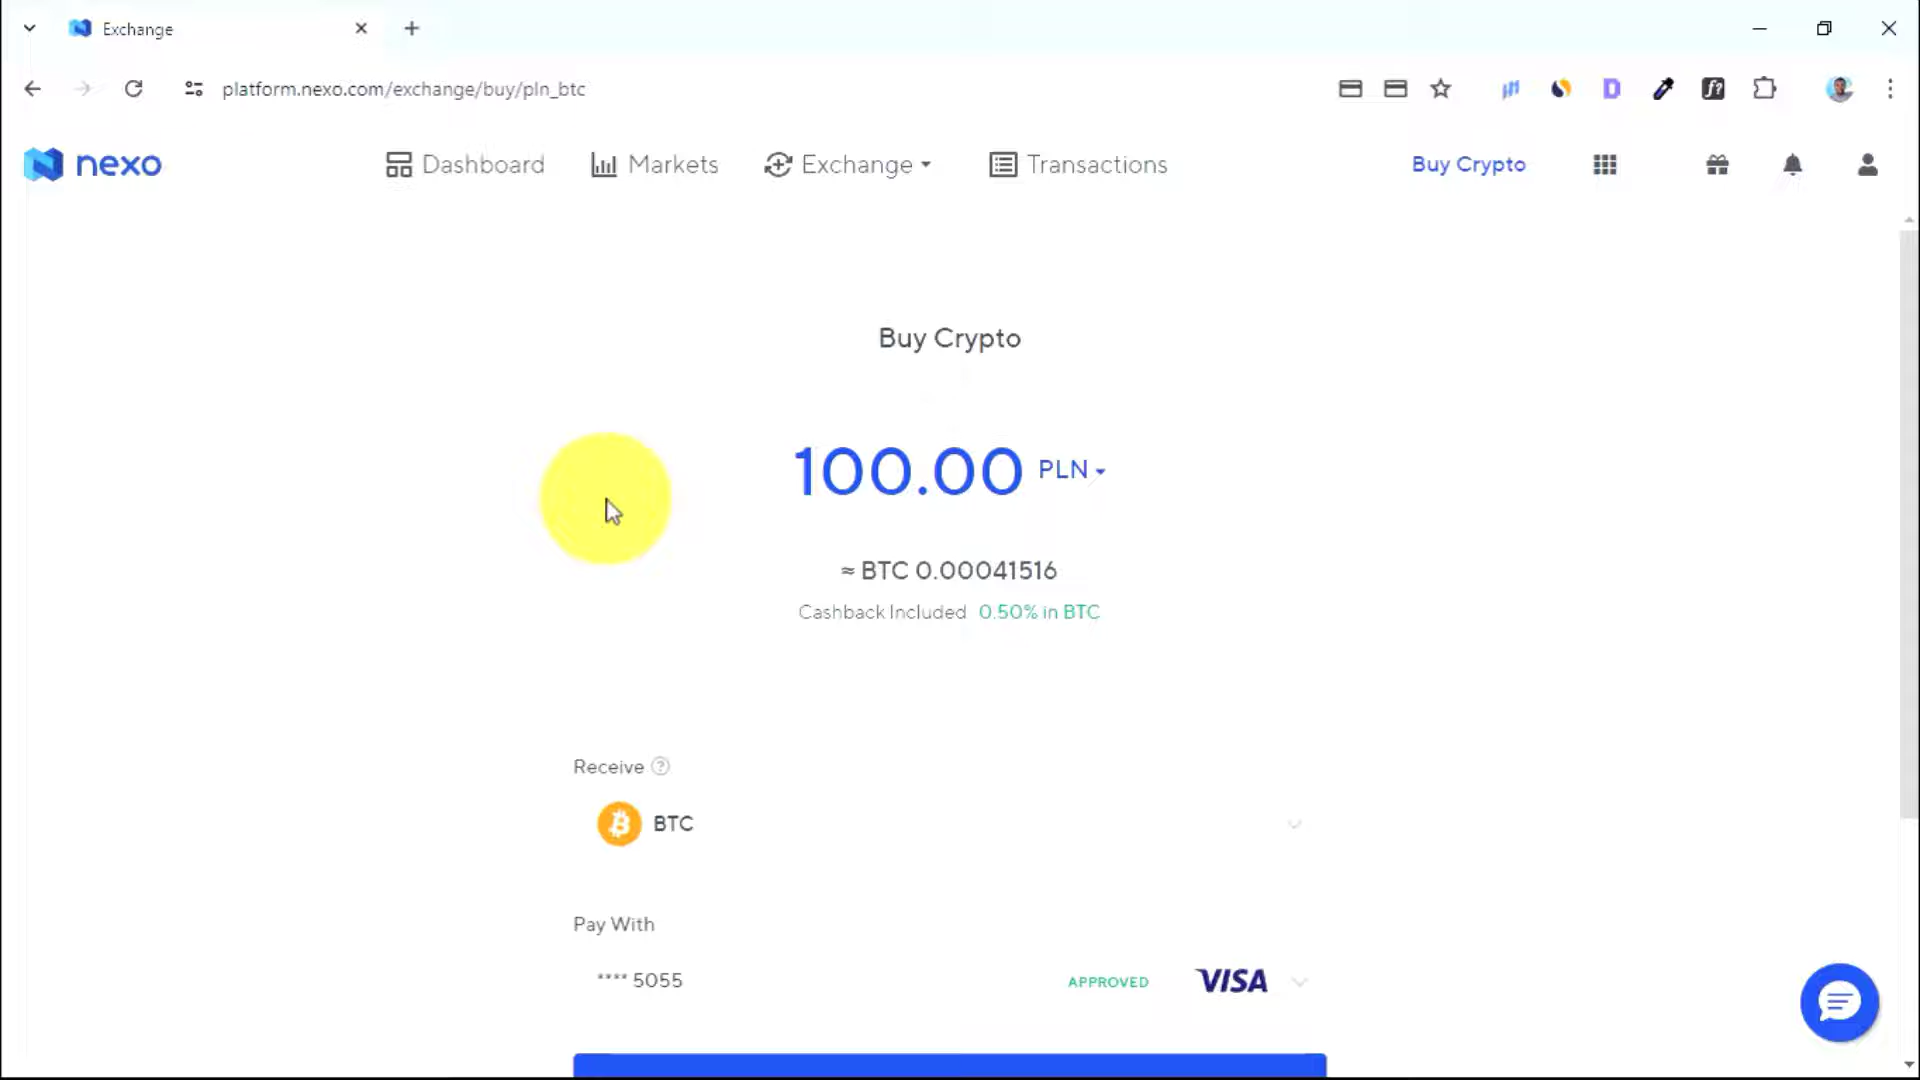 Exchange
platform.nexo.com/exchange/buy/pln_btc
nexo
Dashboard
Markets
Exchange
Transactions
Buy Crypto
Buy Crypto
100.00 PLN
≈ BTC 0.00041516
Cashback Included 0.50% in BTC
Receive ?
BTC
Pay With
**** 5055
APPROVED
VISA